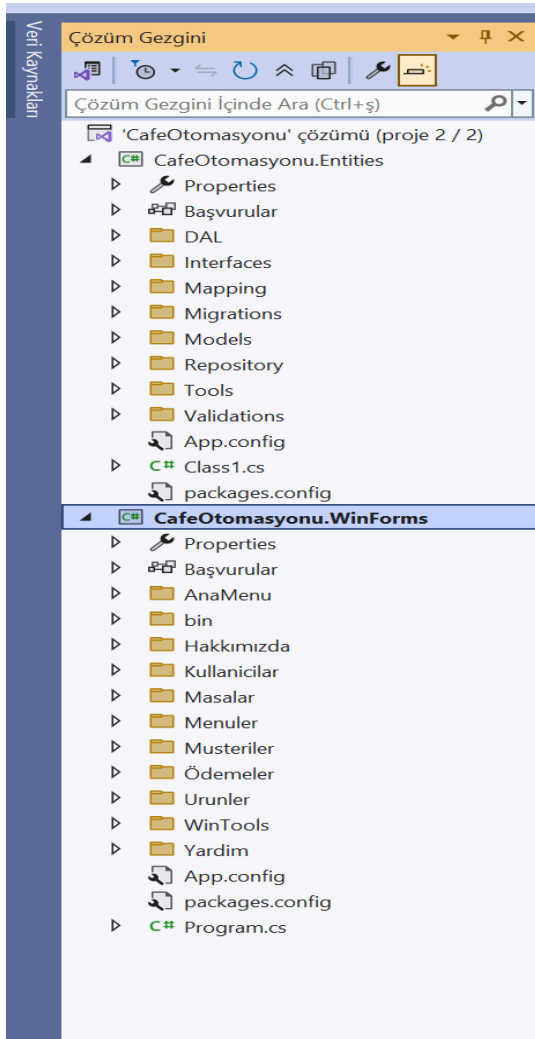 Veri Kaynakları
Çözüm Gezgini
Çözüm Gezgini İçinde Ara (Ctrl+ş)
'CafeOtomasyonu' çözümü (proje 2 / 2)
C# CafeOtomasyonu.Entities
Properties
Başvurular
DAL
Interfaces
Mapping
Migrations
Models
Repository
Tools
Validations
App.config
C# Class1.cs
packages.config
C# CafeOtomasyonu.WinForms
Properties
Başvurular
AnaMenu
bin
Hakkımızda
Kullanicilar
Masalar
Menuler
Musteriler
Ödemeler
Urunler
WinTools
Yardim
App.config
packages.config
C# Program.cs